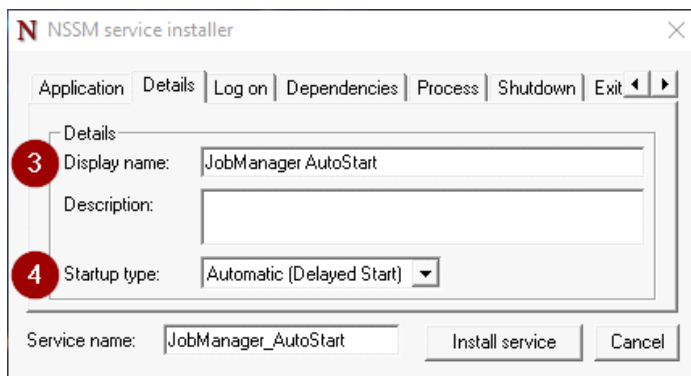 N NSSM service installer
Application Details Log on Dependencies Process Shutdown Exit
Details
3 Display name: JobManager AutoStart
Description:
4 Startup type: Automatic (Delayed Start)
Service name: JobManager_AutoStart Install service Cancel